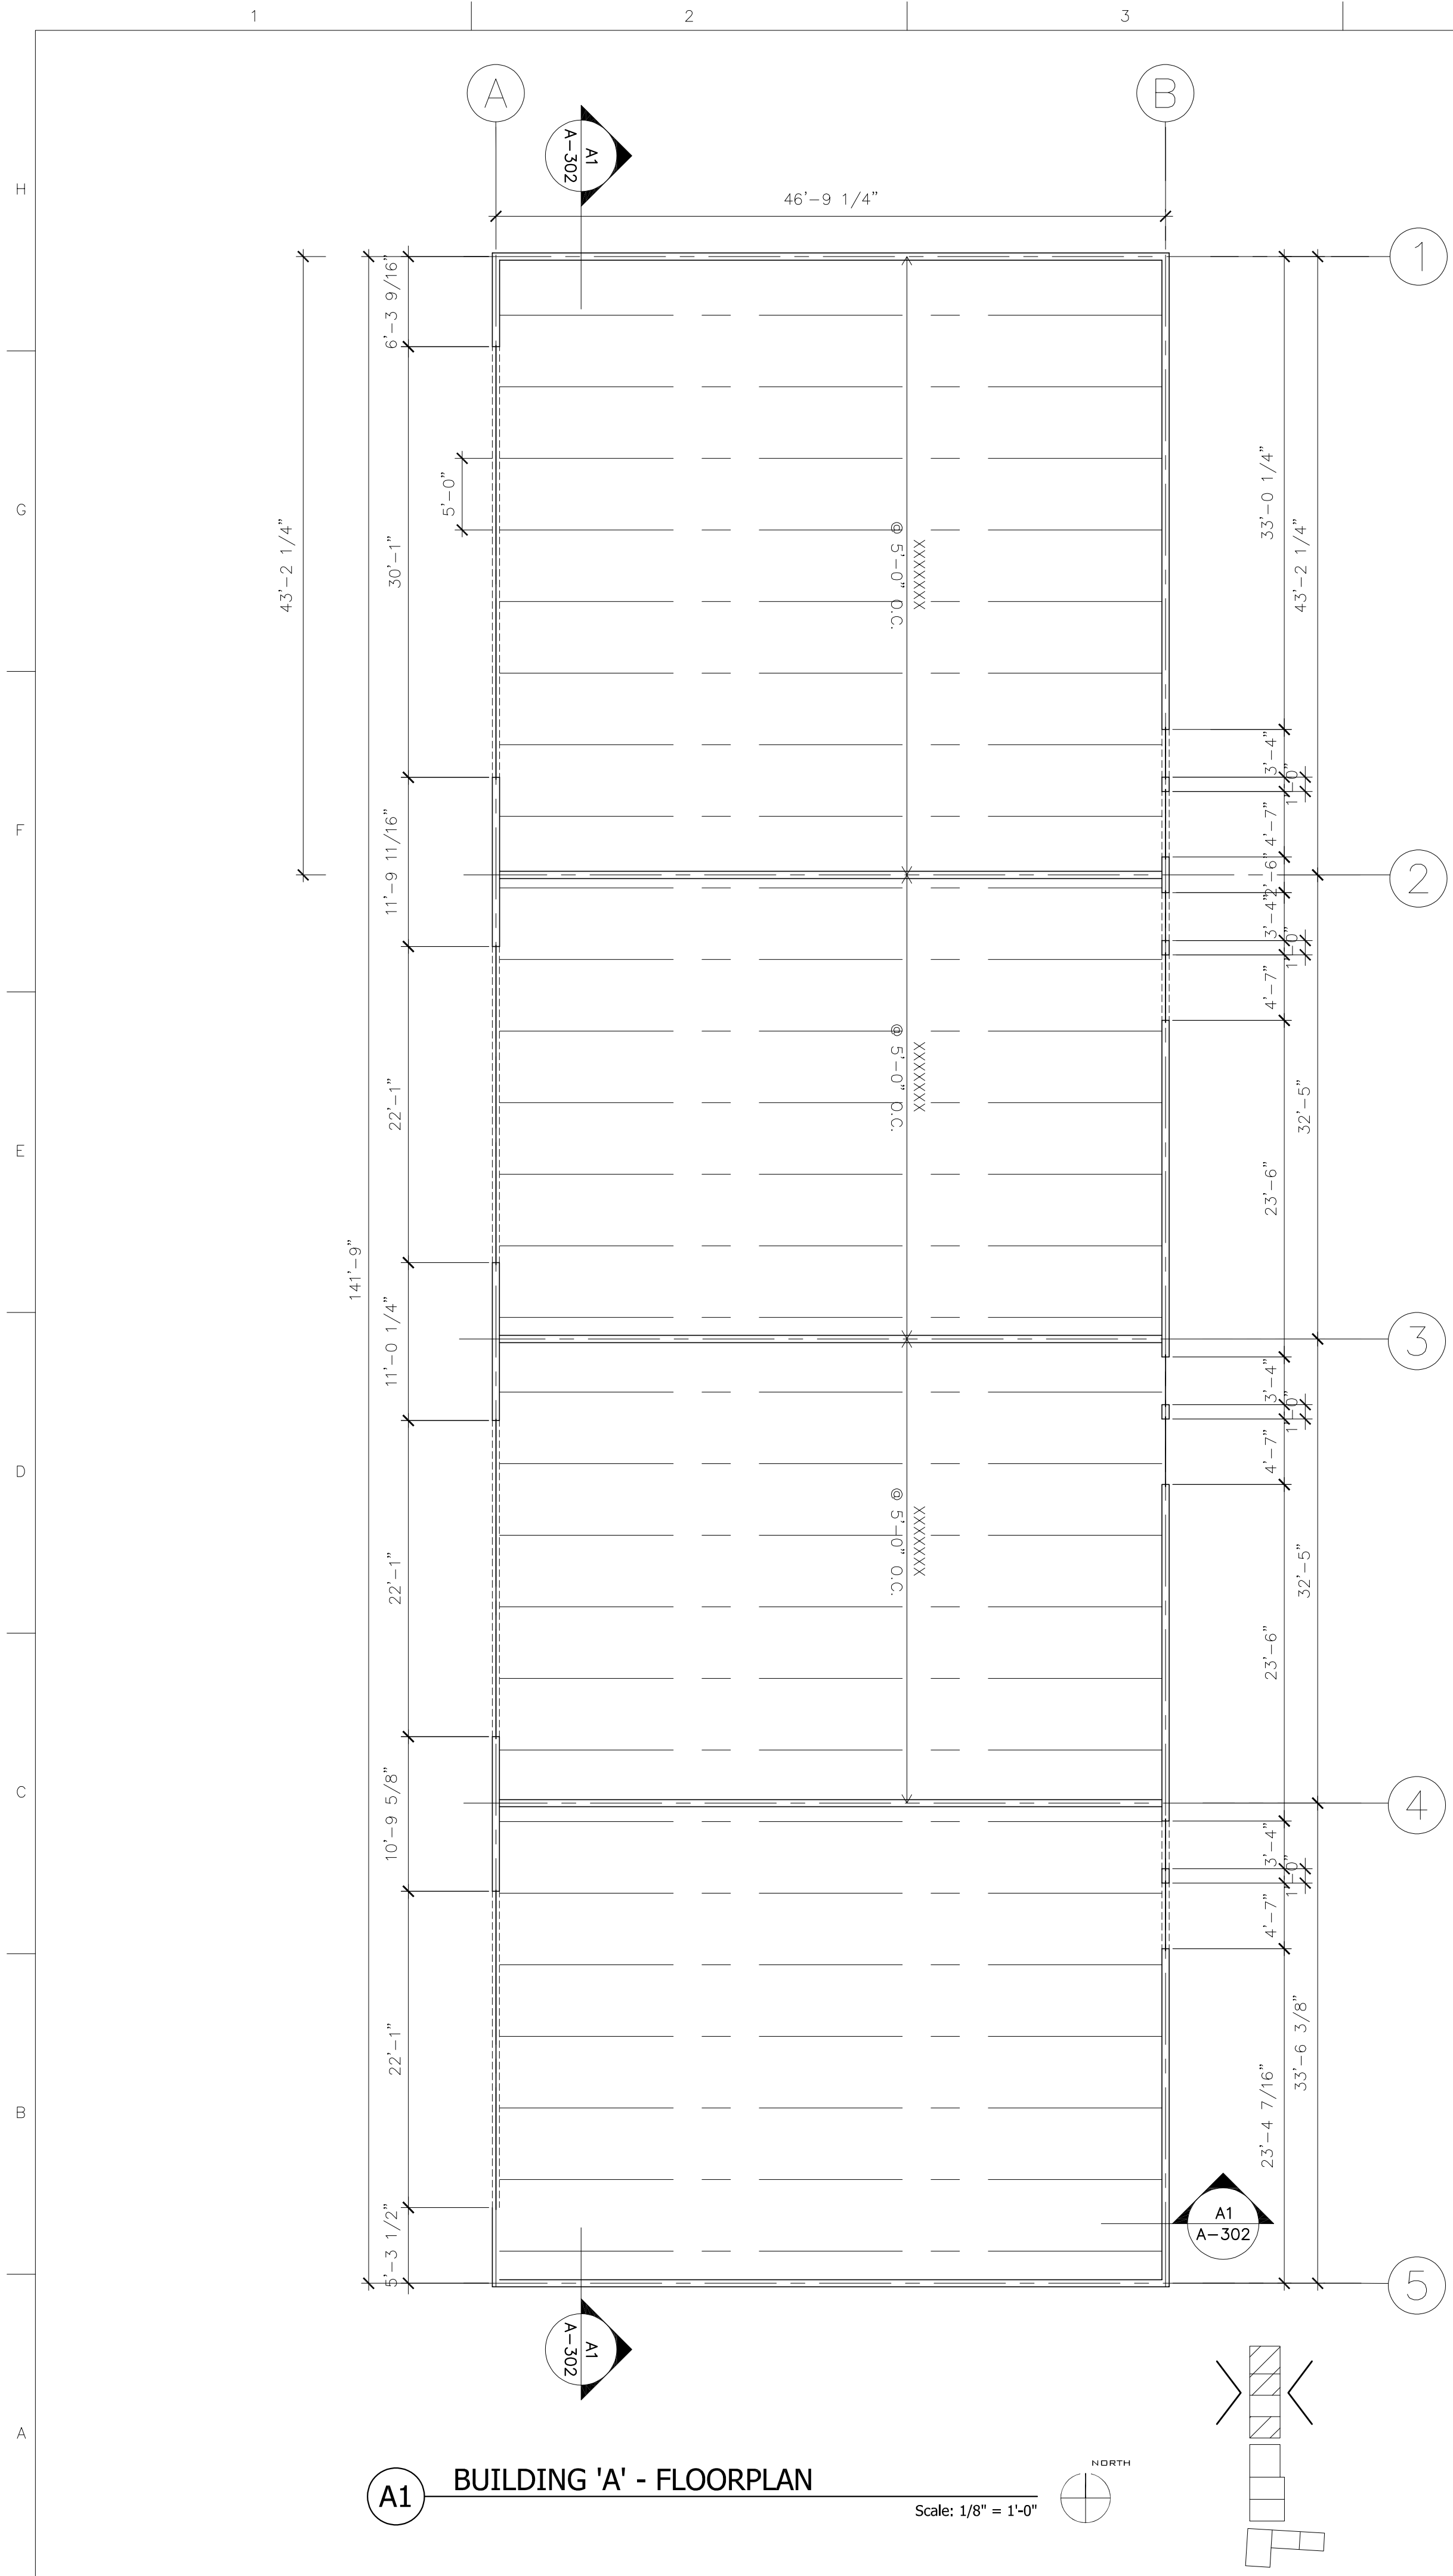 1 2 3
A B
A1
A-302
46'-9 1/4"
H
1
6'-3 9/16"
G
5'-0"
43'-2 1/4"
30'-1"
@ 5'-0" O.C.
XXXXXX
33'-0 1/4"
43'-2 1/4"
F
3'-4"
1'-0"
4'-7"
11'-9 11/16"
2'-6"
2
3'-4"
1'-0"
4'-7"
E
22'-1"
@ 5'-0" O.C.
XXXXXX
32'-5"
23'-6"
141'-9"
11'-0 1/4"
3
3'-4"
1'-0"
4'-7"
D
22'-1"
@ 5'-0" O.C.
XXXXXX
32'-5"
23'-6"
C
10'-9 5/8"
4
3'-4"
1'-0"
4'-7"
B
22'-1"
33'-6 3/8"
23'-4 7/16"
A1
A-302
5'-3 1/2"
5
A1
A-302
A
A1
BUILDING 'A' - FLOORPLAN
Scale: 1/8" = 1'-0"
NORTH